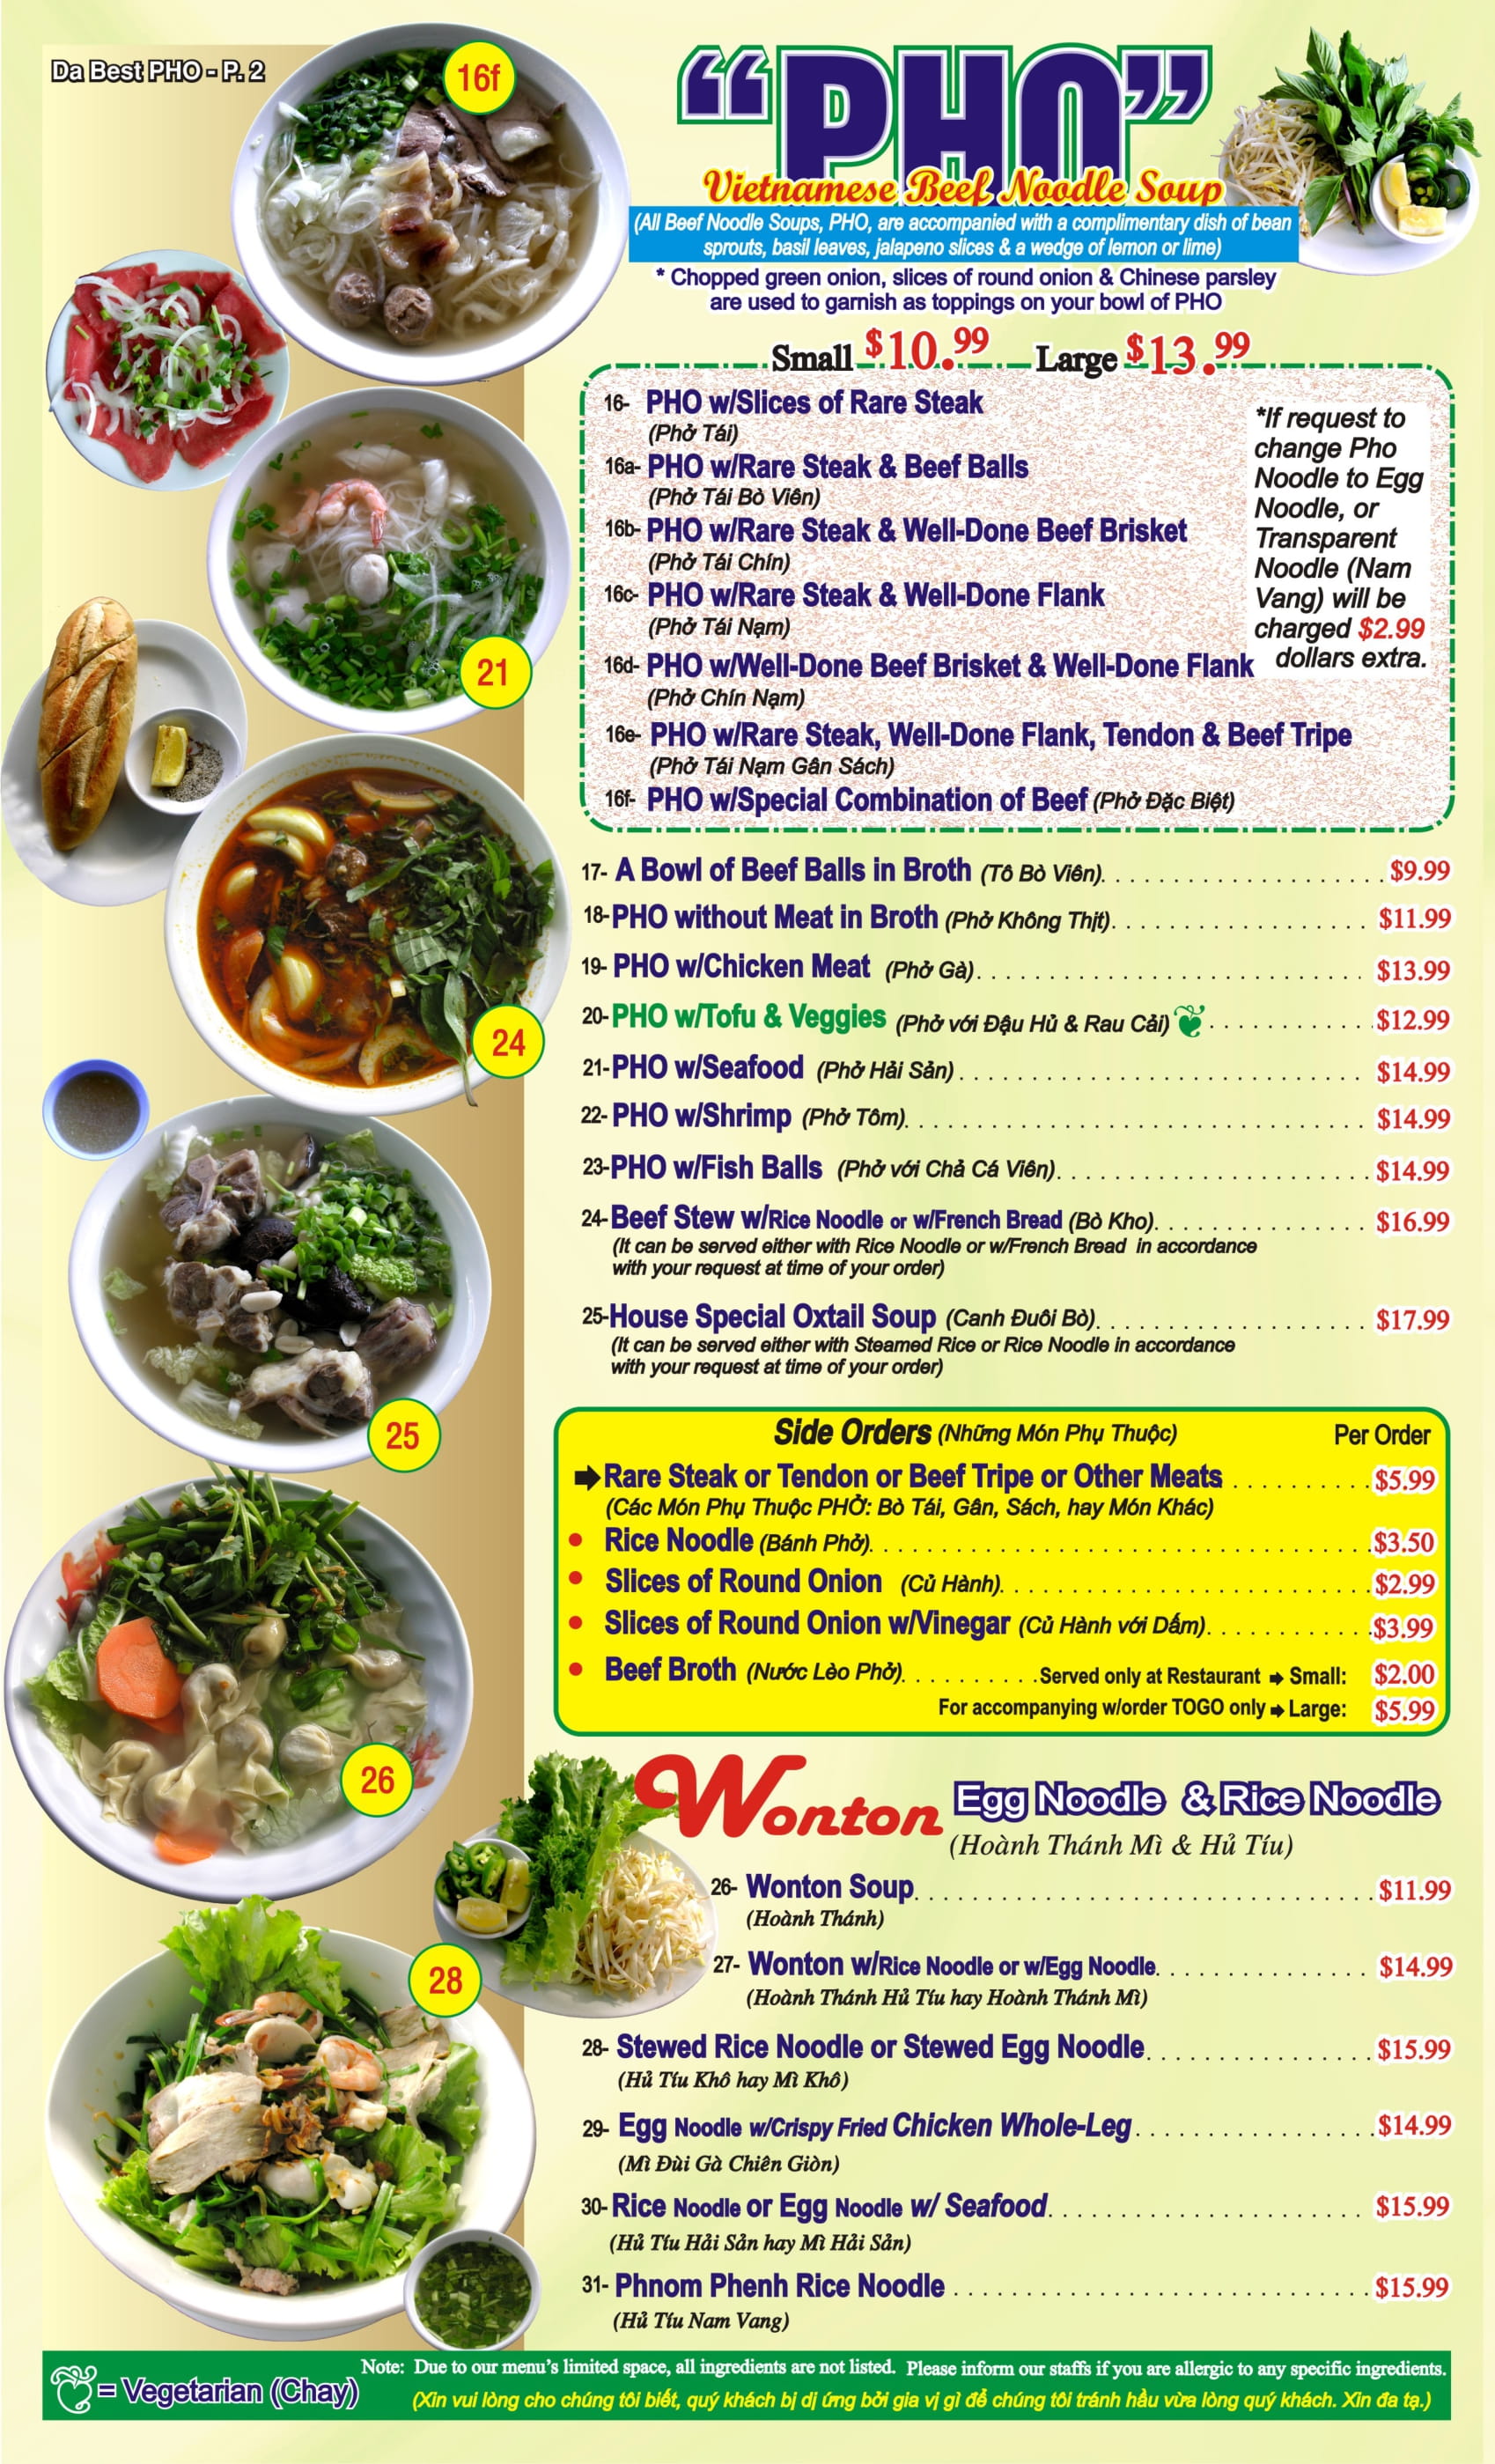 Da Best PHO - P. 2
"PHO"
Vietnamese Beef Noodle Soup
(All Beef Noodle Soups, PHO, are accompanied with a complimentary dish of bean
sprouts, basil leaves, jalapeno slices & a wedge of lemon or lime)
* Chopped green onion, slices of round onion & Chinese parsley
are used to garnish as toppings on your bowl of PHO
Small $10.99 Large $13.99
16- PHO w/Slices of Rare Steak
(Phở Tái)
16a- PHO w/Rare Steak & Beef Balls
(Phở Tái Bò Viên)
16b- PHO w/Rare Steak & Well-Done Beef Brisket
(Phở Tái Chín)
16c- PHO w/Rare Steak & Well-Done Flank
(Phở Tái Nạm)
16d- PHO w/Well-Done Beef Brisket & Well-Done Flank
(Phở Chín Nạm)
16e- PHO w/Rare Steak, Well-Done Flank, Tendon & Beef Tripe
(Phở Tái Nạm Gân Sách)
16f- PHO w/Special Combination of Beef (Phở Đặc Biệt)
*If request to
change Pho
Noodle to Egg
Noodle, or
Transparent
Noodle (Nam
Vang) will be
charged $2.99
dollars extra.
17- A Bowl of Beef Balls in Broth (Tô Bò Viên). . . . . . . . . . . . . . . . . . . . $9.99
18- PHO without Meat in Broth (Phở Không Thịt). . . . . . . . . . . . . . . . . . $11.99
19- PHO w/Chicken Meat (Phở Gà). . . . . . . . . . . . . . . . . . . . . . . . . . . $13.99
20- PHO w/Tofu & Veggies (Phở với Đậu Hủ & Rau Cải) . . . . . . . . . . . . $12.99
21- PHO w/Seafood (Phở Hải Sản) . . . . . . . . . . . . . . . . . . . . . . . . . . . . $14.99
22- PHO w/Shrimp (Phở Tôm). . . . . . . . . . . . . . . . . . . . . . . . . . . . . . . . $14.99
23- PHO w/Fish Balls (Phở với Chả Cá Viên). . . . . . . . . . . . . . . . . . . . . . $14.99
24- Beef Stew w/Rice Noodle or w/French Bread (Bò Kho). . . . . . . . . . . . . . . $16.99
(It can be served either with Rice Noodle or w/French Bread in accordance
with your request at time of your order)
25- House Special Oxtail Soup (Canh Đuôi Bò). . . . . . . . . . . . . . . . . . . $17.99
(It can be served either with Steamed Rice or Rice Noodle in accordance
with your request at time of your order)
Side Orders (Những Món Phụ Thuộc) Per Order
Rare Steak or Tendon or Beef Tripe or Other Meats . . . . . . . . . . $5.99
(Các Món Phụ Thuộc PHỞ: Bò Tái, Gân, Sách, hay Món Khác)
• Rice Noodle (Bánh Phở). . . . . . . . . . . . . . . . . . . . . . . . . . . . . . . . . . . $3.50
• Slices of Round Onion (Củ Hành). . . . . . . . . . . . . . . . . . . . . . . . . . $2.99
• Slices of Round Onion w/Vinegar (Củ Hành với Dấm). . . . . . . . . . . . $3.99
• Beef Broth (Nước Lèo Phở). . . . . . . . . . Served only at Restaurant ➡ Small: $2.00
For accompanying w/order TOGO only ➡ Large: $5.99
Wonton Egg Noodle & Rice Noodle
(Hoành Thánh Mì & Hủ Tíu)
26- Wonton Soup. . . . . . . . . . . . . . . . . . . . . . . . . . . . . . . . $11.99
(Hoành Thánh)
27- Wonton w/Rice Noodle or w/Egg Noodle. . . . . . . . . . . . . . . $14.99
(Hoành Thánh Hủ Tíu hay Hoành Thánh Mì)
28- Stewed Rice Noodle or Stewed Egg Noodle. . . . . . . . . . . . . . . . $15.99
(Hủ Tíu Khô hay Mì Khô)
29- Egg Noodle w/Crispy Fried Chicken Whole-Leg. . . . . . . . . . . . . . . . . $14.99
(Mì Đùi Gà Chiên Giòn)
30- Rice Noodle or Egg Noodle w/ Seafood. . . . . . . . . . . . . . . . . . . . . . $15.99
(Hủ Tíu Hải Sản hay Mì Hải Sản)
31- Phnom Phenh Rice Noodle . . . . . . . . . . . . . . . . . . . . . . . . . . . . . $15.99
(Hủ Tíu Nam Vang)
16f
21
24
25
26
28
= Vegetarian (Chay)
Note: Due to our menu's limited space, all ingredients are not listed. Please inform our staffs if you are allergic to any specific ingredients.
(Xin vui lòng cho chúng tôi biết, quý khách bị dị ứng bởi gia vị gì để chúng tôi tránh hầu vừa lòng quý khách. Xin đa tạ.)